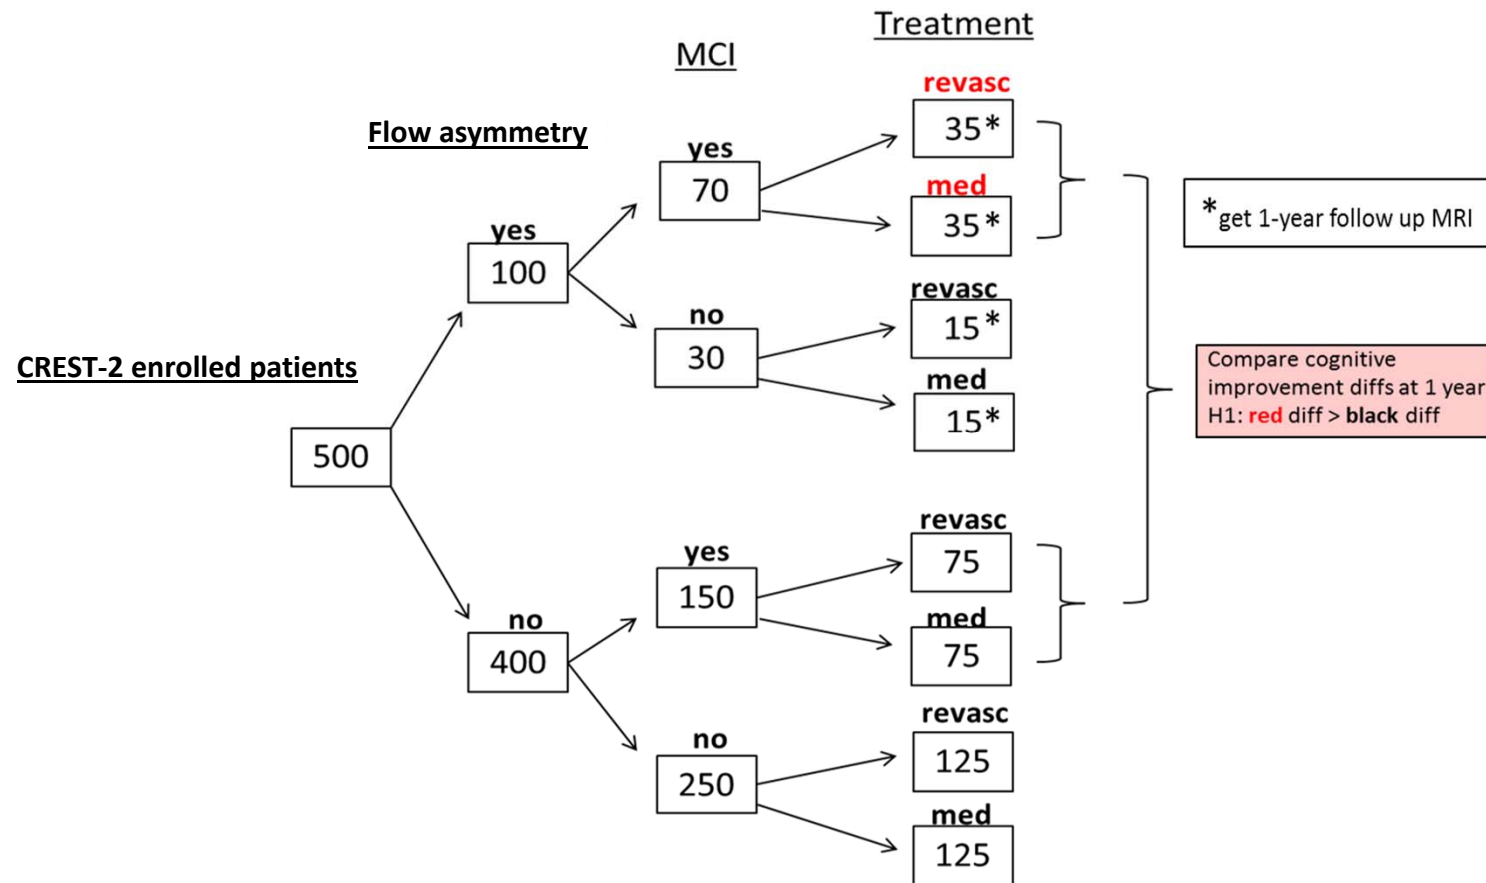 Treatment
MCI
revasc
Flow asymmetry
35*
yes
70
med
35*
*get 1-year follow up MRI
yes
100
revasc
15*
no
30
CREST-2 enrolled patients
med
15*
Compare cognitive
improvement diffs at 1 year
H1: red diff > black diff
500
revasc
75
yes
150
med
75
no
400
revasc
125
no
250
med
125